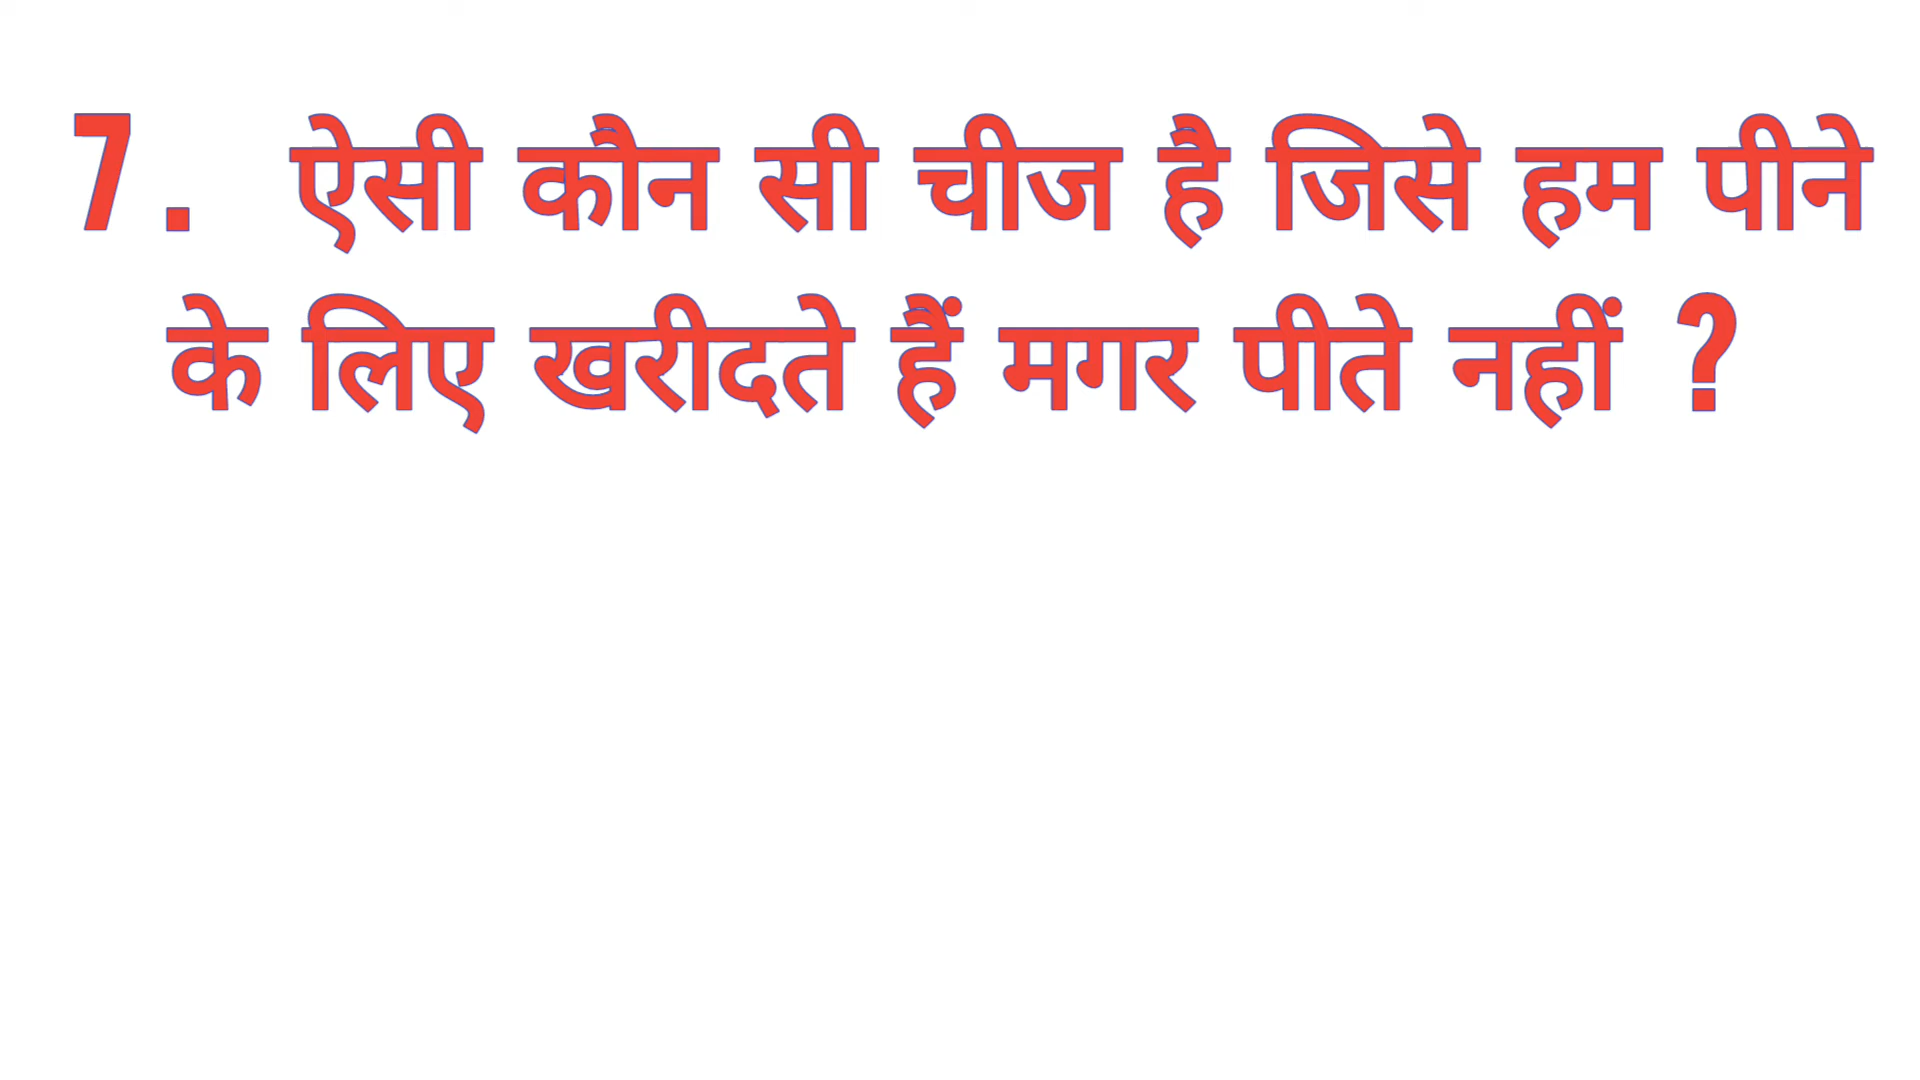 7. ऐसी कौन सी चीज है जिसे हम पीने
के लिए खरीदते हैं मगर पीते नहीं ?